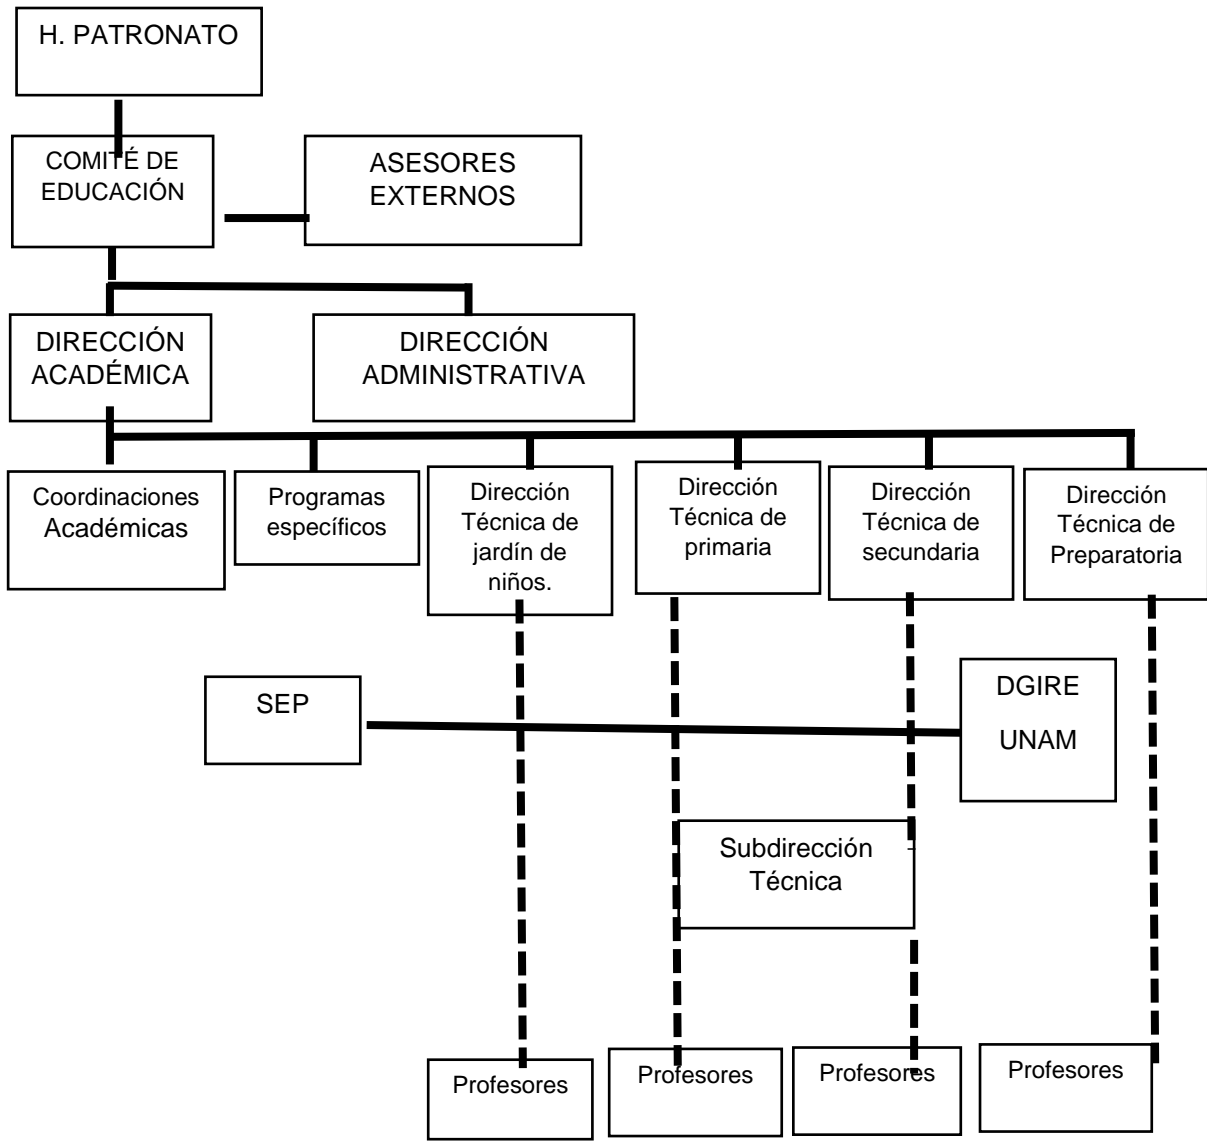 H. PATRONATO
COMITÉ DE
EDUCACIÓN
ASESORES
EXTERNOS
DIRECCIÓN
ACADÉMICA
DIRECCIÓN
ADMINISTRATIVA
Coordinaciones
Académicas
Programas
específicos
Dirección
Técnica de
jardín de
niños.
Dirección
Técnica de
primaria
Dirección
Técnica de
secundaria
Dirección
Técnica de
Preparatoria
SEP
DGIRE
UNAM
Subdirección
Técnica
Profesores
Profesores
Profesores
Profesores